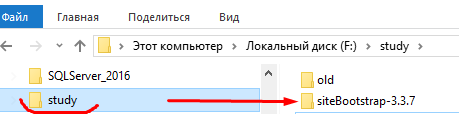 Файл Главная Поделиться Вид
Этот компьютер Локальный диск (F:) study
SQLServer_2016 old
study siteBootstrap-3.3.7